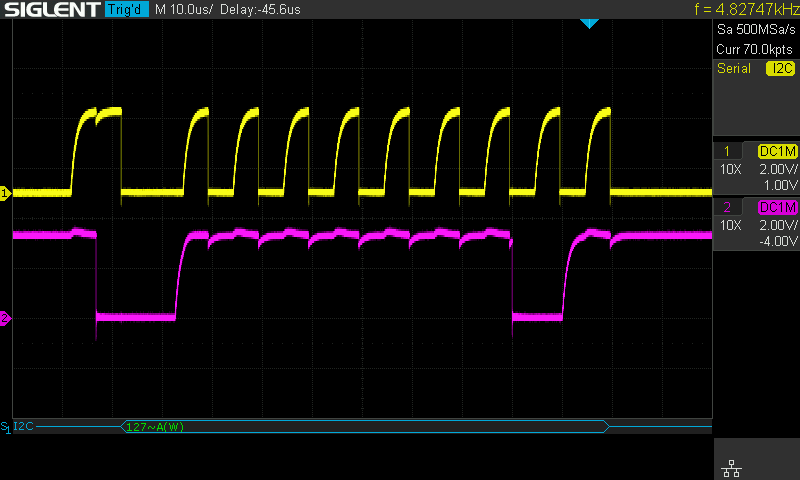 SIGLENT Trig'd M 10.0us/ Delay:-45.6us f = 4.82747kHz
Sa 500MSa/s
Curr 70.0kpts
Serial I2C
1 DC1M
10X 2.00V/
1.00V
2 DC1M
10X 2.00V/
-4.00V
1
2
S1 I2C 127~A(W)